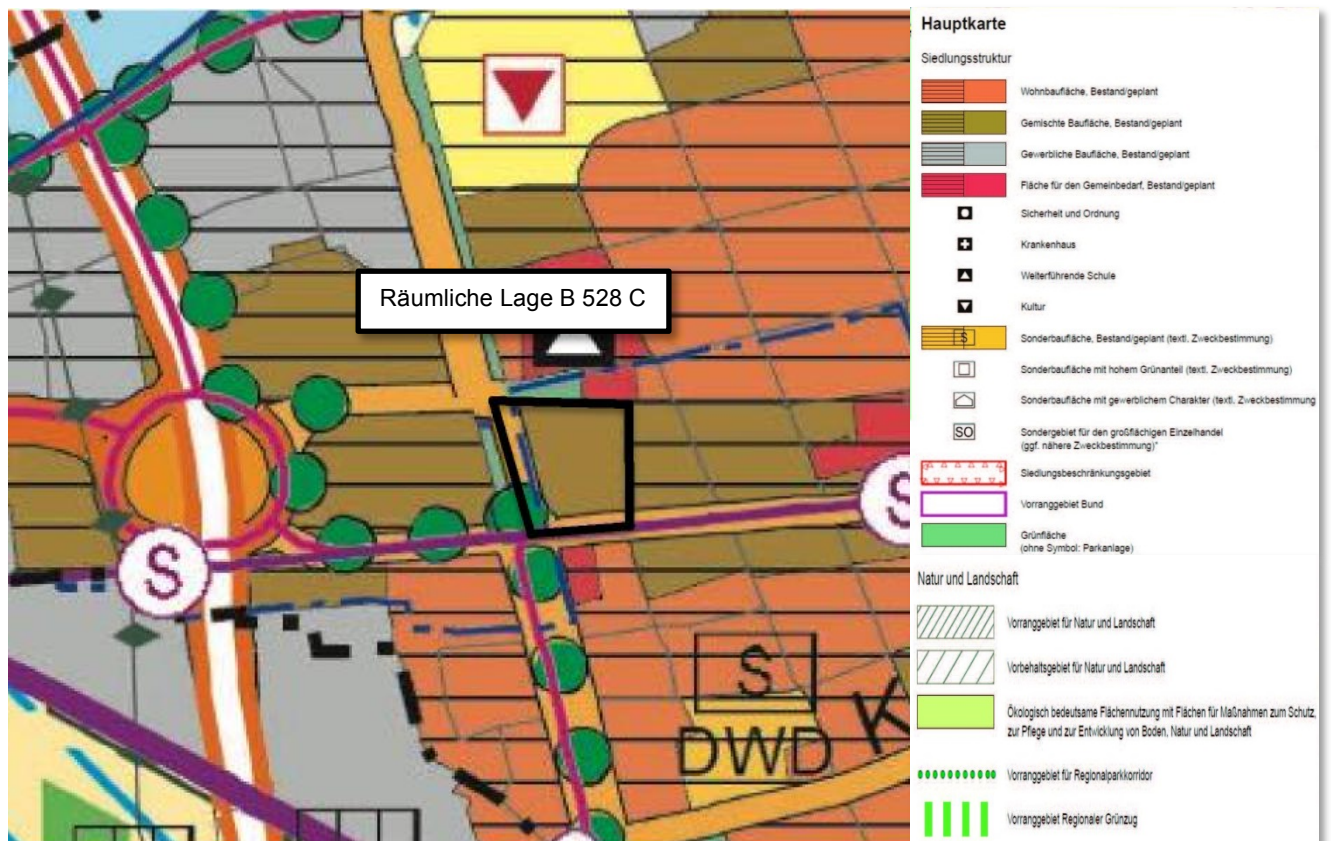 Räumliche Lage B 528 C
S
S
S
DWD
K
Hauptkarte
Siedlungsstruktur
Wohnbaufläche, Bestand/geplant
Gemischte Baufläche, Bestand/geplant
Gewerbliche Baufläche, Bestand/geplant
Fläche für den Gemeinbedarf, Bestand/geplant
Sicherheit und Ordnung
Krankenhaus
Weiterführende Schule
Kultur
S Sonderbaufläche, Bestand/geplant (textl. Zweckbestimmung)
Sonderbaufläche mit hohem Grünanteil (textl. Zweckbestimmung)
Sonderbaufläche mit gewerblichem Charakter (textl. Zweckbestimmung
SO Sondergebiet für den großflächigen Einzelhandel
(ggf. nähere Zweckbestimmung)*
Siedlungsbeschränkungsgebiet
Vorranggebiet Bund
Grünfläche
(ohne Symbol: Parkanlage)
Natur und Landschaft
Vorranggebiet für Natur und Landschaft
Vorbehaltsgebiet für Natur und Landschaft
Ökologisch bedeutsame Flächennutzung mit Flächen für Maßnahmen zum Schutz,
zur Pflege und zur Entwicklung von Boden, Natur und Landschaft
Vorranggebiet für Regionalparkkorridor
Vorranggebiet Regionaler Grünzug